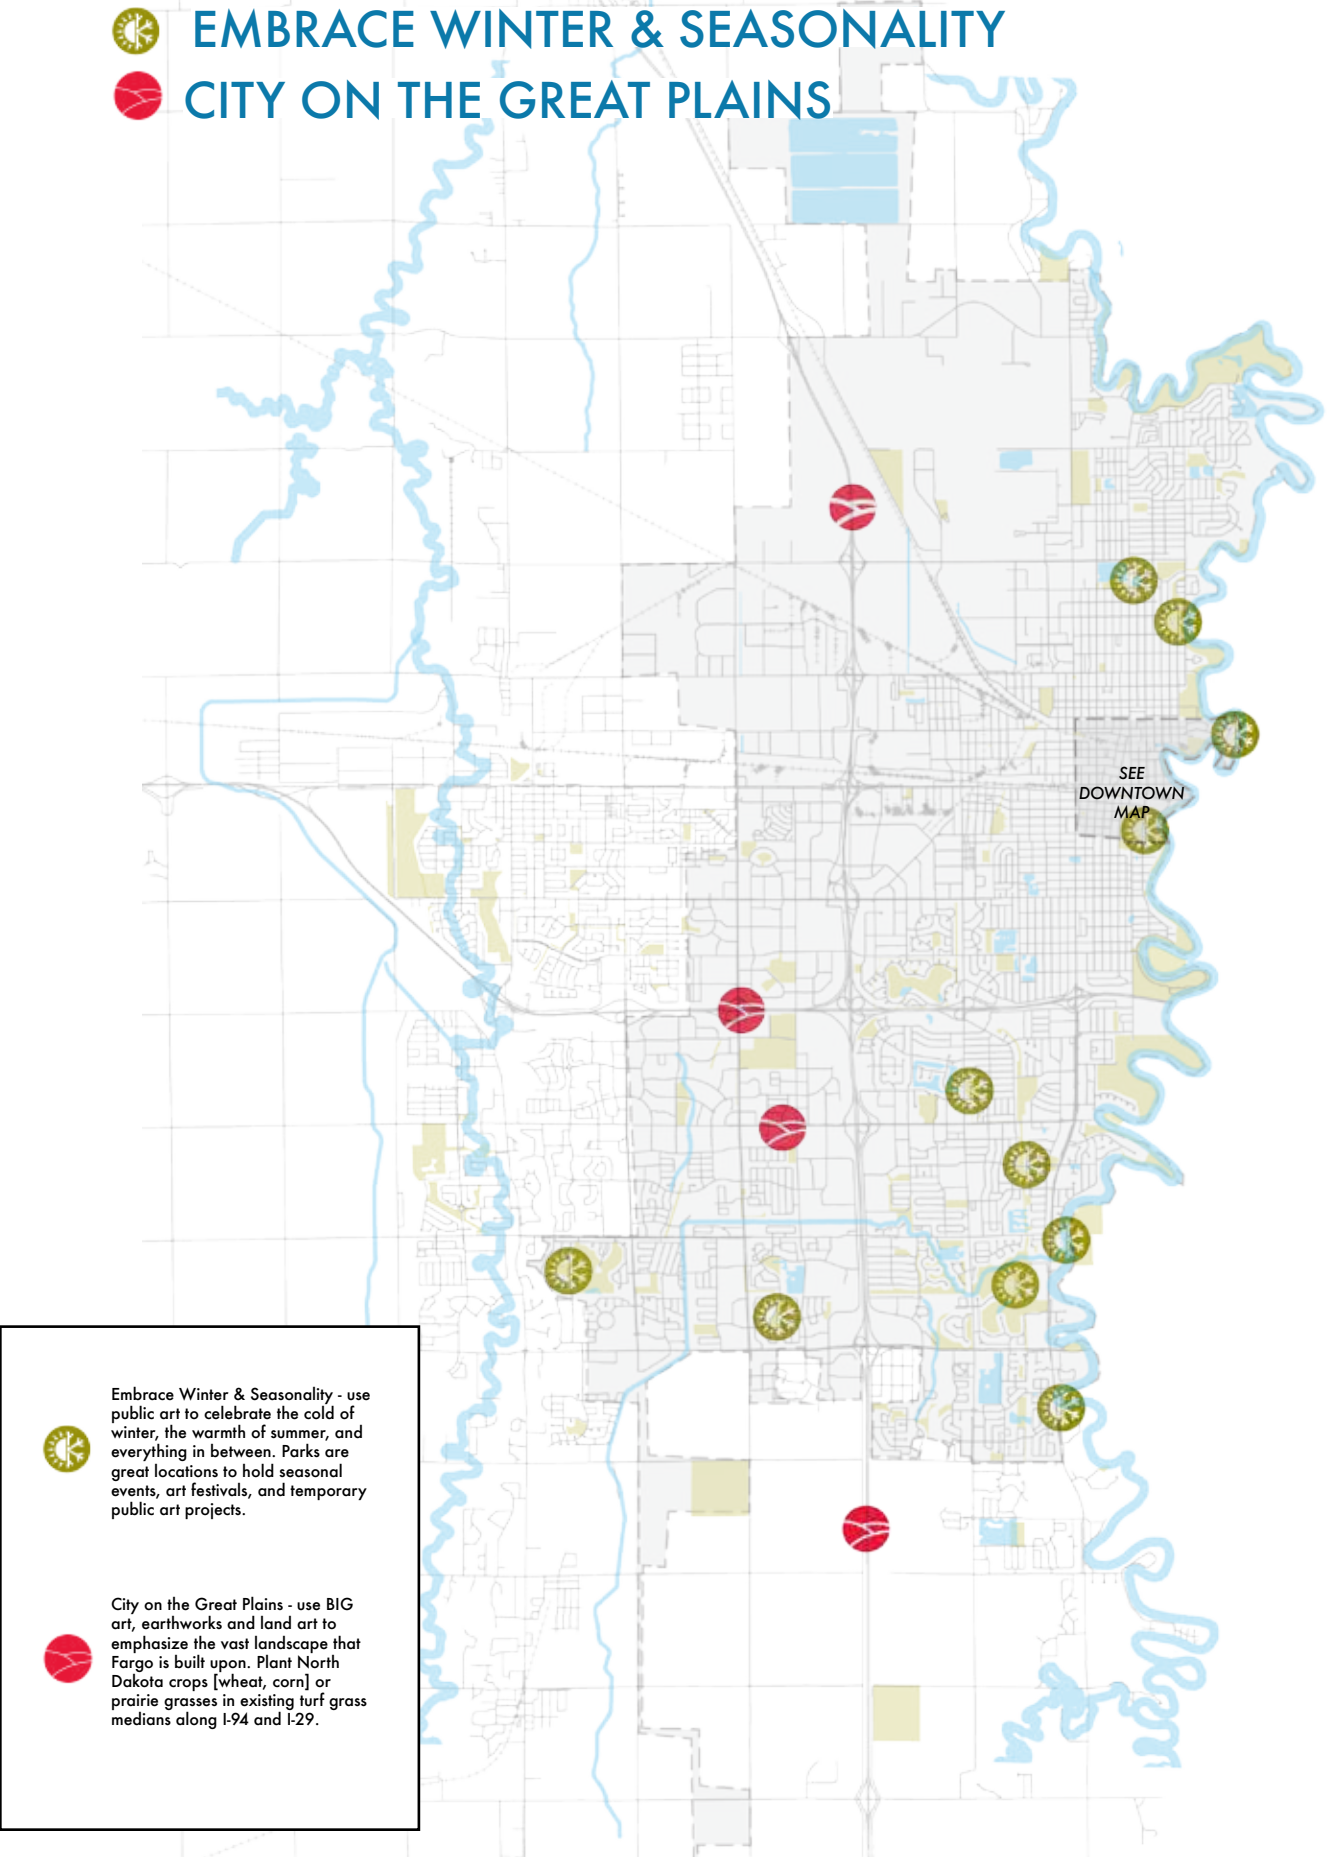 EMBRACE WINTER & SEASONALITY
CITY ON THE GREAT PLAINS
SEE
DOWNTOWN
MAP
Embrace Winter & Seasonality - use
public art to celebrate the cold of
winter, the warmth of summer, and
everything in between. Parks are
great locations to hold seasonal
events, art festivals, and temporary
public art projects.
City on the Great Plains - use BIG
art, earthworks and land art to
emphasize the vast landscape that
Fargo is built upon. Plant North
Dakota crops [wheat, corn] or
prairie grasses in existing turf grass
medians along I-94 and I-29.